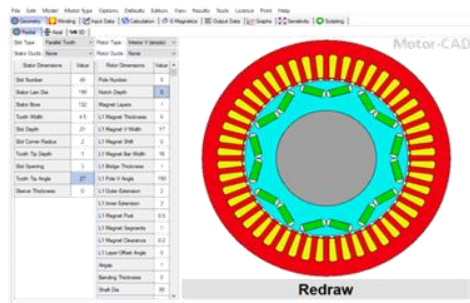 File Edit Model Motor Type Options Defaults Editors View Results Tools Licence Print Help
Geometry Winding Input Data Calculation E-Magnetics Output Data Graphs Sensitivity Scripting
Radial Axial 3D
Slot Type: Parallel Tooth Motor Type: Interior V (simple)
Stator Ducts: None Rotor Ducts: None
Stator Dimensions Value Rotor Dimensions Value
Slot Number 48 Pole Number 8
Stator Lam Dia Notch Depth
Stator Bore 132 Magnet Layers 1
Tooth Width 4.5 L1 Magnet Thickness 6
Slot Depth 21 L1 Magnet V Width 17
Slot Corner Radius 2 L1 Magnet Shift 0
Tooth Tip Depth 1 L1 Magnet Bar Width 16
Slot Opening 3 L1 Bridge Thickness
Tooth Tip Angle 27 L1 Pole V Angle
Sleeve Thickness 0 L1 Outer Extension 2
L1 Inner Extension 2
L1 Magnet Post 0.5
L1 Magnet Segments 1
L1 Magnet Clearance 0.2
L1 Layer Offset Angle 0
Airgap 1
Banding Thickness 0
Shaft Dia
Motor-CAD
Redraw